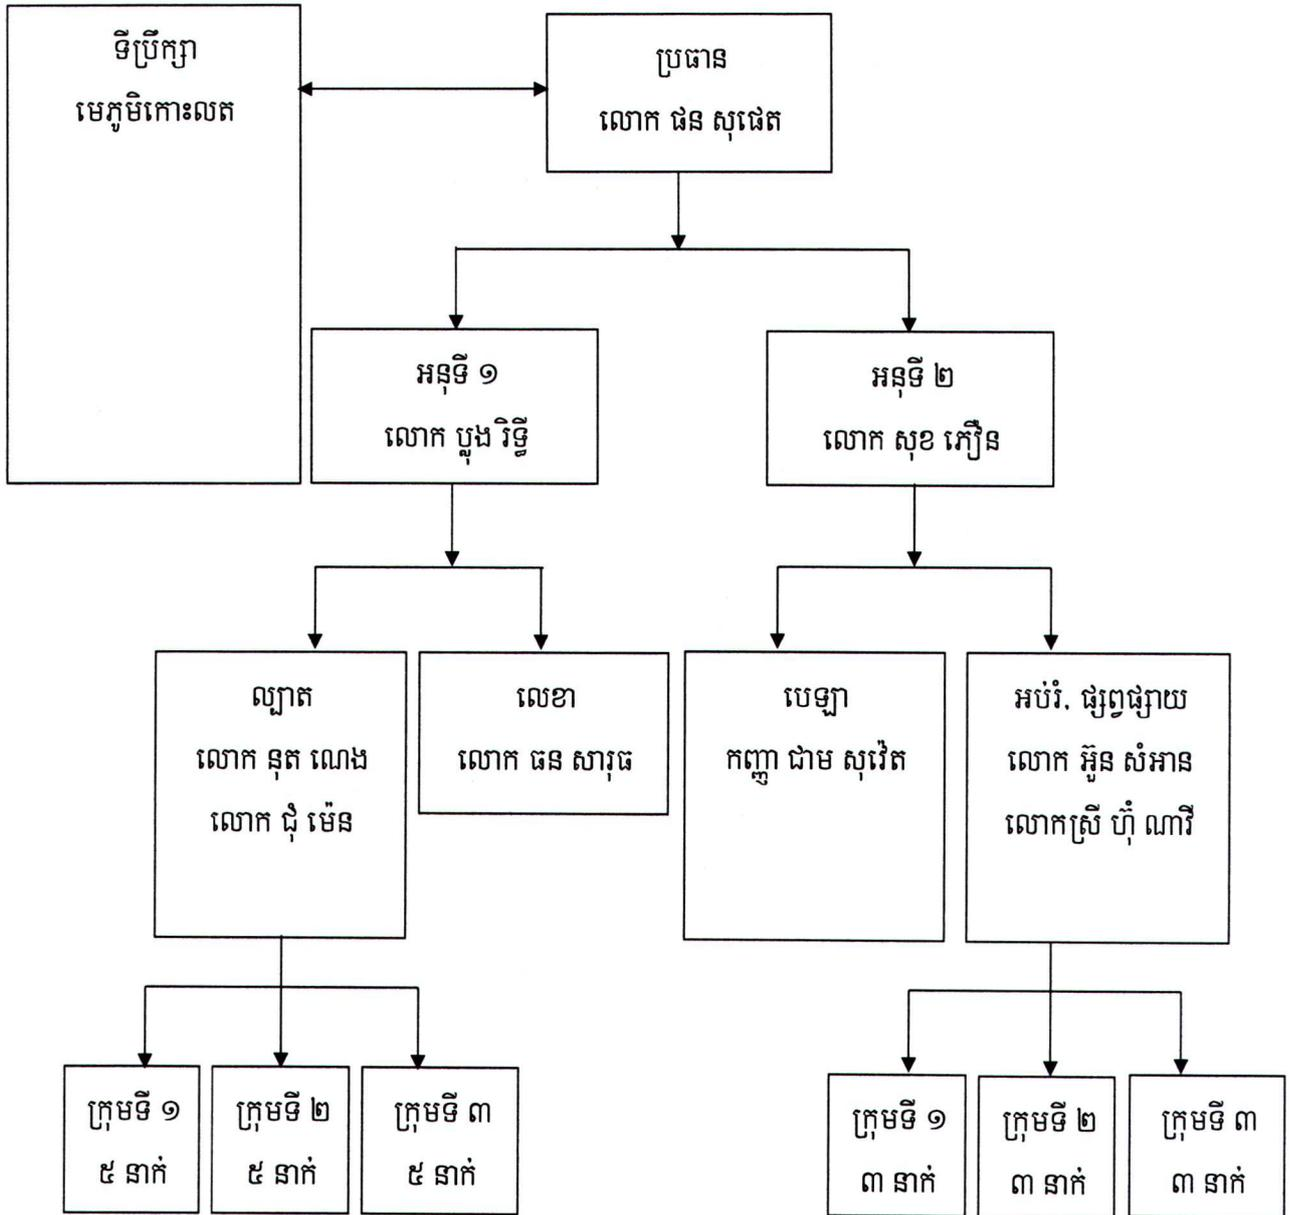 ទីប្រឹក្សា
មេភូមិកោះលត
ប្រធាន
លោក ផន សុផេត
អនុទី ១
លោក ប្លុង រិទ្ធី
អនុទី ២
លោក សុខ ភឿន
ល្បាត
លោក នុត ណេង
លោក ជុំ ម៉េន
លេខា
លោក ធន សារុធ
បេឡា
កញ្ញា ជាម សុវ៉េត
អប់រំ. ផ្សព្វផ្សាយ
លោក អ៊ួន សំអាន
លោកស្រី ហ៊ុំ ណាវី
ក្រុមទី ១
៥ នាក់
ក្រុមទី ២
៥ នាក់
ក្រុមទី ៣
៥ នាក់
ក្រុមទី ១
៣ នាក់
ក្រុមទី ២
៣ នាក់
ក្រុមទី ៣
៣ នាក់